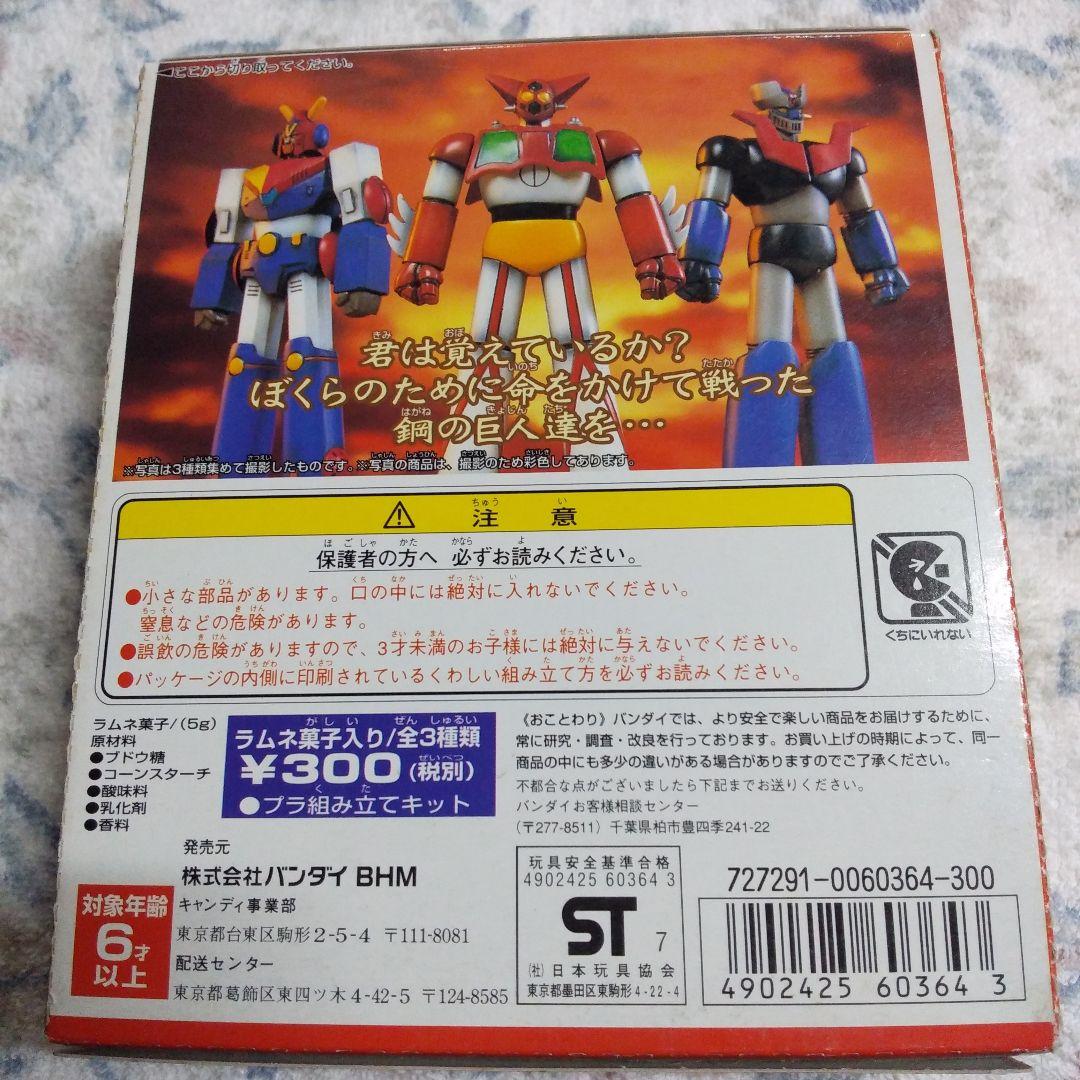 ◀ここから切り取ってください。
君は覚えているか?
ぼくらのために命をかけて戦った
鋼の巨人達を…
※写真は3種類集めて撮影したものです。※写真の商品は、撮影のため彩色してあります。
⚠ 注意
保護者の方へ 必ずお読みください。
●小さな部品があります。口の中には絶対に入れないでください。
窒息などの危険があります。
●誤飲の危険がありますので、3才未満のお子様には絶対に与えないでください。
●パッケージの内側に印刷されているくわしい組み立て方を必ずお読みください。
くちにいれない
ラムネ菓子/(5g)
原材料
●ブドウ糖
●コーンスターチ
●酸味料
●乳化剤
●香料
ラムネ菓子入り/全3種類
¥300(税別)
●プラ組み立てキット
《おことわり》バンダイでは、より安全で楽しい商品をお届けするために、
常に研究・調査・改良を行っております。お買い上げの時期によって、同一
商品の中にも多少の違いがある場合がありますのでご了承ください。
不都合な点がございましたら下記までお送りください。
バンダイお客様相談センター
(〒277-8511) 千葉県柏市豊四季241-22
発売元
株式会社バンダイ BHM
キャンディ事業部
東京都台東区駒形2-5-4 〒111-8081
配送センター
東京都葛飾区東四ツ木4-42-5 〒124-8585
対象年齢
6才
以上
玩具安全基準合格
4902425 60364 3
ST 7
(社)日本玩具協会
東京都墨田区東駒形4-22-4
727291-0060364-300
4902425 603643